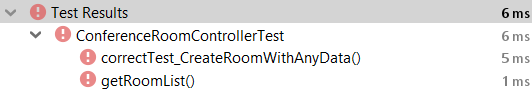 Test Results 6 ms
ConferenceRoomControllerTest 6 ms
correctTest_CreateRoomWithAnyData() 5 ms
getRoomList() 1 ms